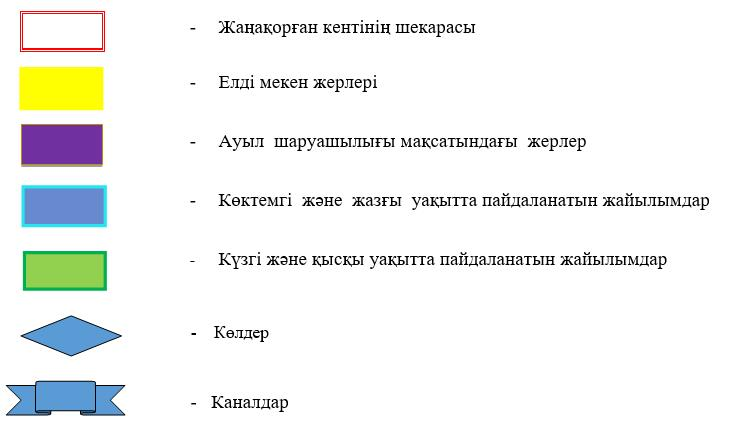 - Жаңақорған кентінің шекарасы
- Елді мекен жерлері
- Ауыл шаруашылығы мақсатындағы жерлер
- Көктемгі және жазғы уақытта пайдаланатын жайылымдар
- Күзгі және қысқы уақытта пайдаланатын жайылымдар
- Көлдер
- Каналдар